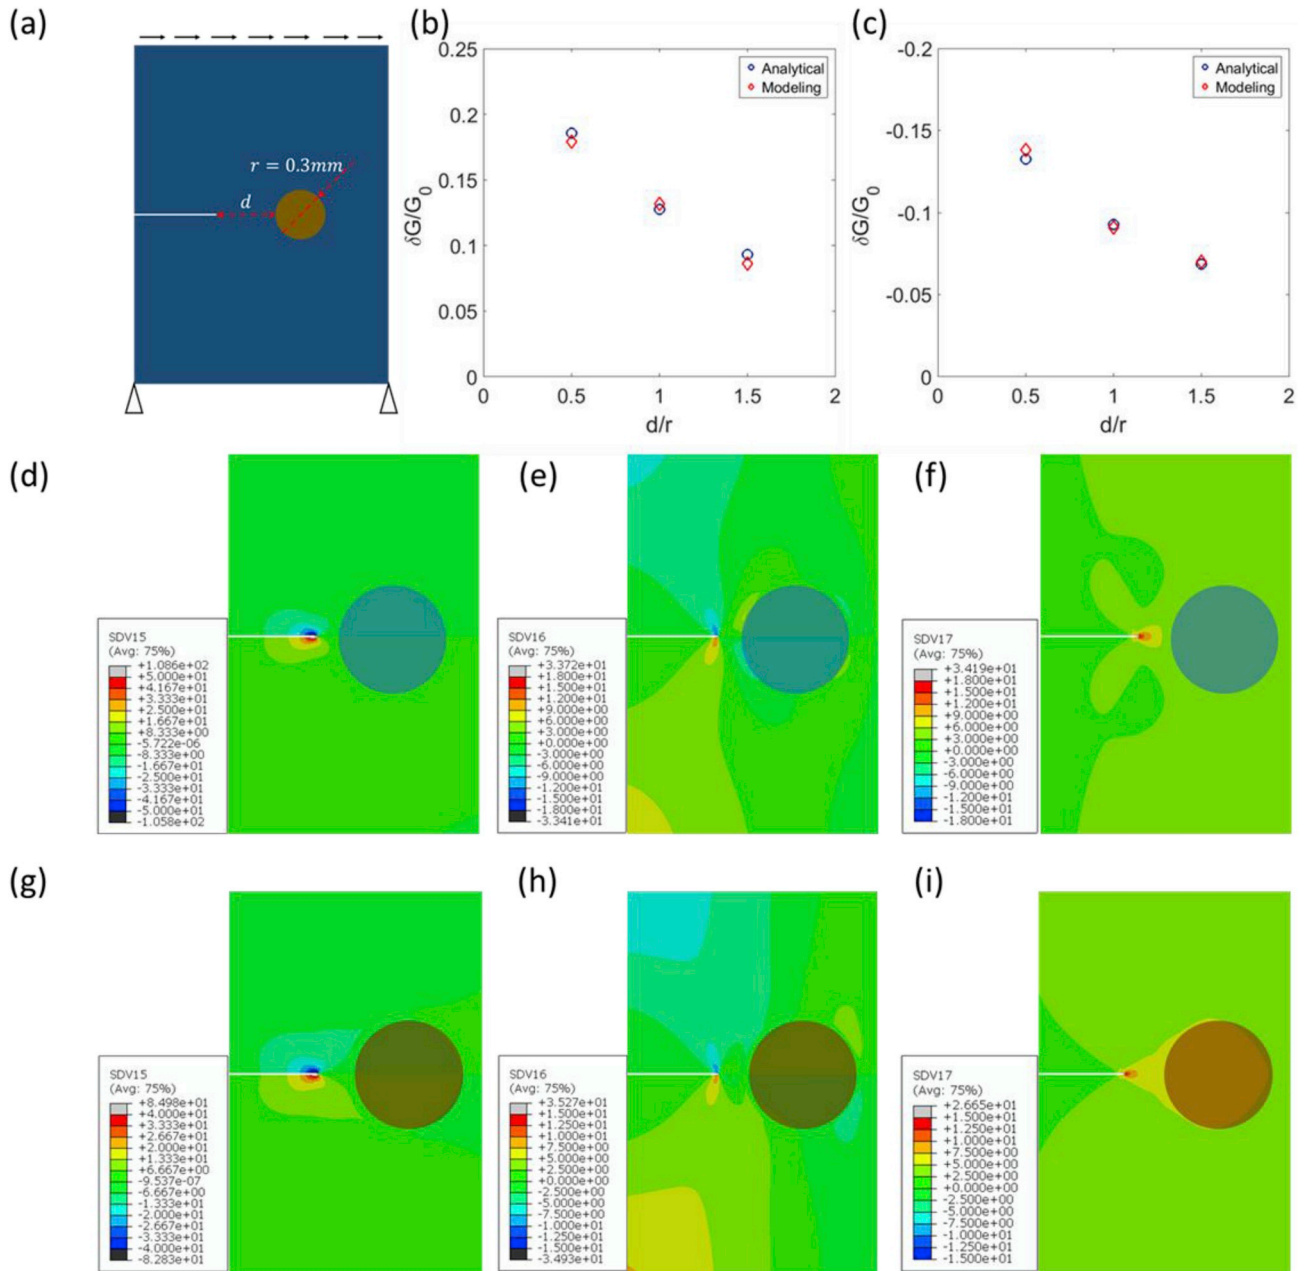 (a)
r = 0.3mm
d
(b)
0.25
0.2
0.15
0.1
0.05
0
δG/G0
0
0.5
1
1.5
2
d/r
Analytical
Modeling
(c)
-0.2
-0.15
-0.1
-0.05
0
δG/G0
0
0.5
1
1.5
2
d/r
Analytical
Modeling
(d)
SDV15
(Avg: 75%)
+1.086e+02
+5.000e+01
+4.167e+01
+3.333e+01
+2.500e+01
+1.667e+01
+8.333e+00
-5.722e-06
-8.333e+00
-1.667e+01
-2.500e+01
-3.333e+01
-4.167e+01
-5.000e+01
-1.058e+02
(e)
SDV16
(Avg: 75%)
+3.372e+01
+1.800e+01
+1.500e+01
+1.200e+01
+9.000e+00
+6.000e+00
+3.000e+00
+0.000e+00
-3.000e+00
-6.000e+00
-9.000e+00
-1.200e+01
-1.500e+01
-1.800e+01
-3.341e+01
(f)
SDV17
(Avg: 75%)
+3.419e+01
+1.800e+01
+1.500e+01
+1.200e+01
+9.000e+00
+6.000e+00
+3.000e+00
+0.000e+00
-3.000e+00
-6.000e+00
-9.000e+00
-1.200e+01
-1.500e+01
-1.800e+01
(g)
SDV15
(Avg: 75%)
+8.498e+01
+4.000e+01
+3.333e+01
+2.667e+01
+2.000e+01
+1.333e+01
+6.667e+00
-9.537e-07
-6.667e+00
-1.333e+01
-2.000e+01
-2.667e+01
-3.333e+01
-4.000e+01
-8.283e+01
(h)
SDV16
(Avg: 75%)
+3.527e+01
+1.500e+01
+1.250e+01
+1.000e+01
+7.500e+00
+5.000e+00
+2.500e+00
+0.000e+00
-2.500e+00
-5.000e+00
-7.500e+00
-1.000e+01
-1.250e+01
-1.500e+01
-3.493e+01
(i)
SDV17
(Avg: 75%)
+2.665e+01
+1.500e+01
+1.250e+01
+1.000e+01
+7.500e+00
+5.000e+00
+2.500e+00
+0.000e+00
-2.500e+00
-5.000e+00
-7.500e+00
-1.000e+01
-1.250e+01
-1.500e+01